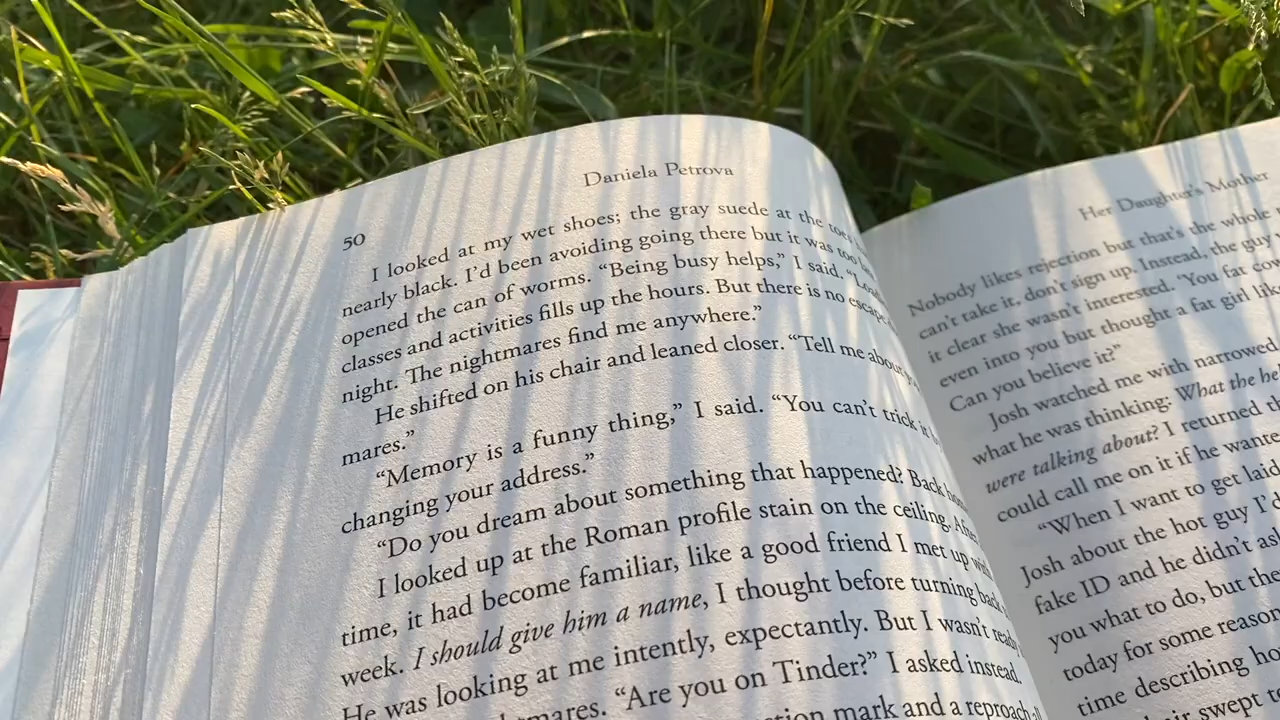 Daniela Petrova
50
I looked at my wet shoes; the gray suede at the toes
nearly black. I'd been avoiding going there but it was too late
opened the can of worms. “Being busy helps,” I said.
classes and activities fills up the hours. But there is no escape
night. The nightmares find me anywhere.”
He shifted on his chair and leaned closer. “Tell me about
mares.”
“Memory is a funny thing,” I said. “You can't trick it
changing your address.”
“Do you dream about something that happened? Back
I looked up at the Roman profile stain on the ceiling. After
time, it had become familiar, like a good friend I met up with
week. I should give him a name, I thought before turning back
He was looking at me intently, expectantly. But I wasn't ready
“Are you on Tinder?” I asked instead.
mark and a reproach
Her Daughter's Mother
Nobody likes rejection but that's the whole
can't take it, don't sign up. Instead, the guy
it clear she wasn't interested. ‘You fat cow
even into you but thought a fat girl like
Can you believe it?”
Josh watched me with narrowed
what he was thinking: What the
were talking about? I returned
could call me on it if he wanted
“When I want to get laid
Josh about the hot guy I'd
fake ID and he didn't ask
you what to do, but
today for some reason
time describing
swept